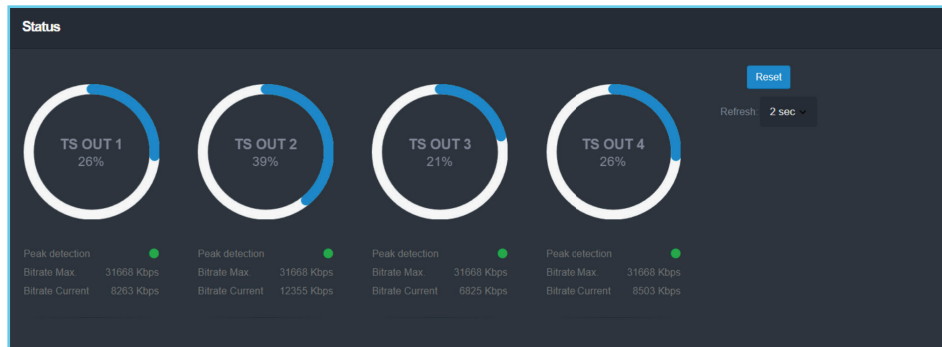 Status
TS OUT 1
26%
Peak detection
Bitrate Max. 31668 Kbps
Bitrate Current 8263 Kbps
TS OUT 2
39%
Peak detection
Bitrate Max. 31668 Kbps
Bitrate Current 12355 Kbps
TS OUT 3
21%
Peak detection
Bitrate Max. 31668 Kbps
Bitrate Current 6825 Kbps
TS OUT 4
26%
Peak detection
Bitrate Max. 31668 Kbps
Bitrate Current 8503 Kbps
Reset
Refresh: 2 sec